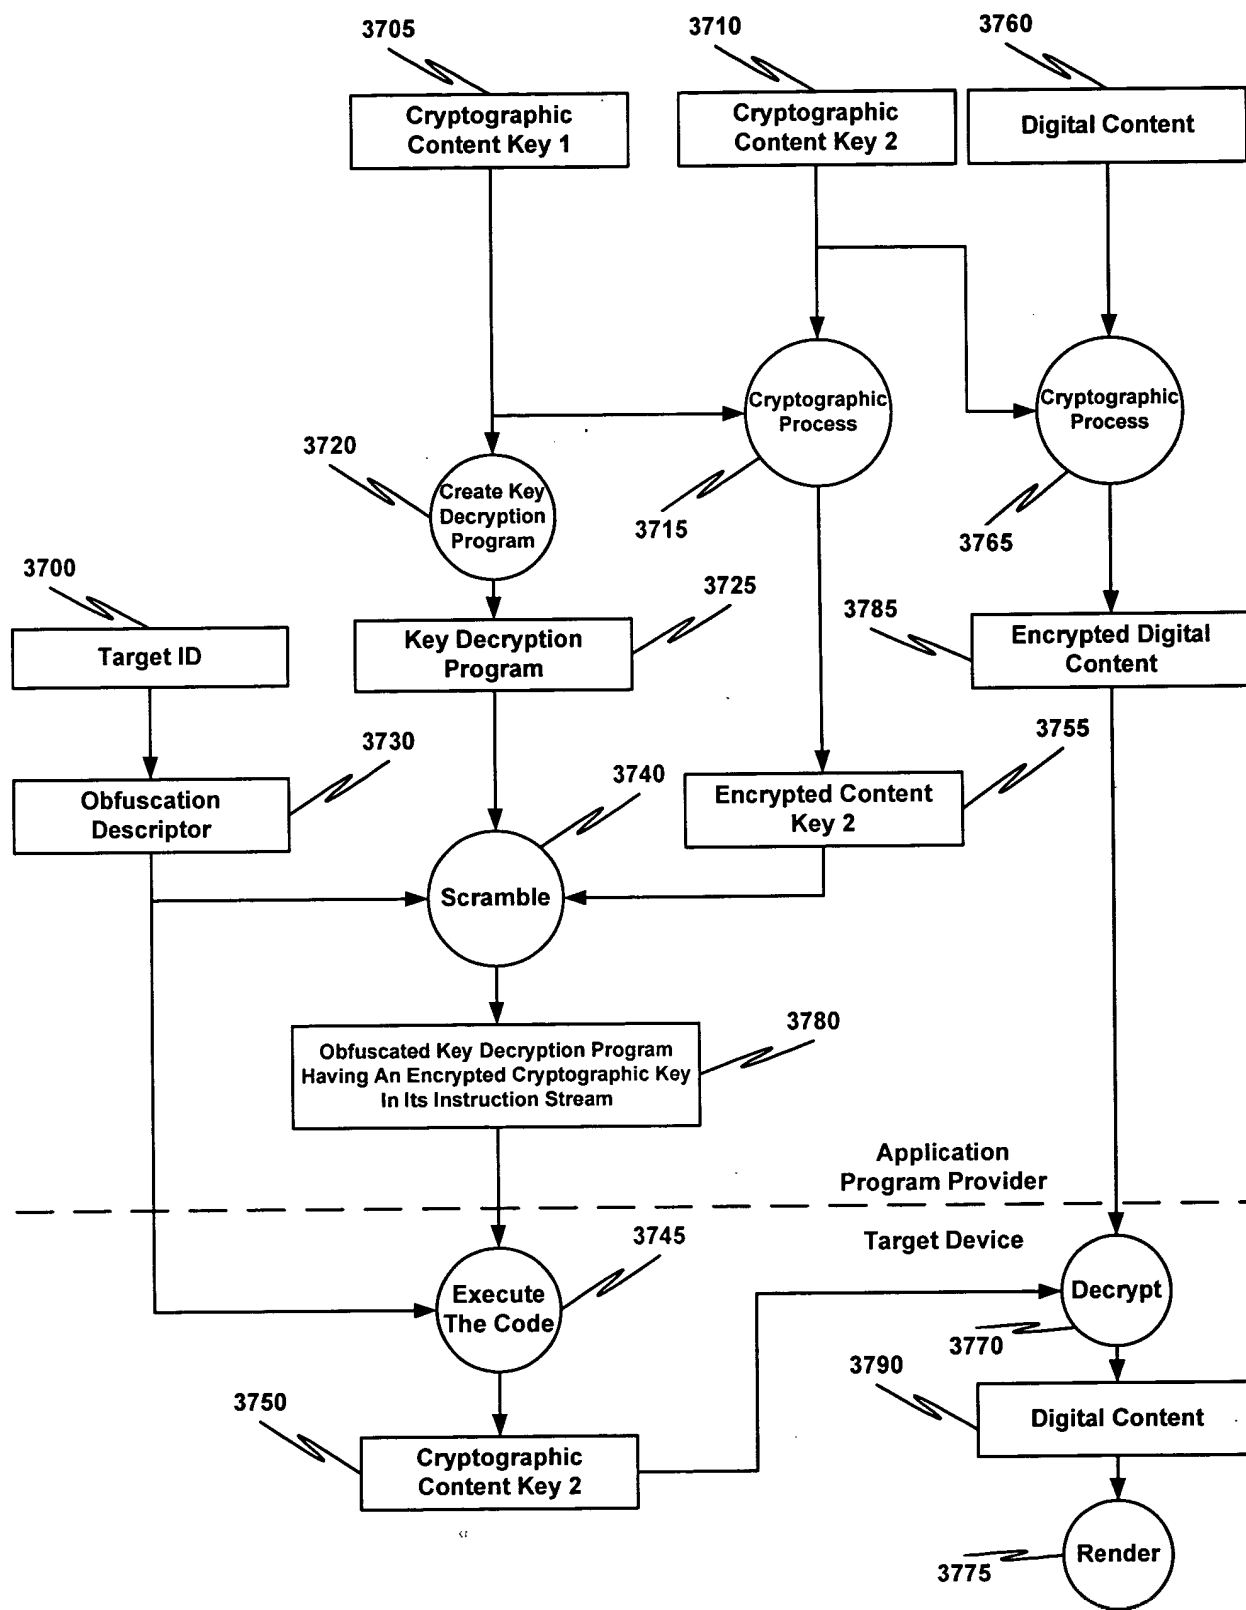 3705
3710
3760
Cryptographic
Content Key 1
Cryptographic
Content Key 2
Digital Content
Cryptographic
Process
Cryptographic
Process
3720
Create Key
Decryption
Program
3715
3765
3700
3725
3785
Target ID
Key Decryption
Program
Encrypted Digital
Content
3730
3740
3755
Obfuscation
Descriptor
Encrypted Content
Key 2
Scramble
3780
Obfuscated Key Decryption Program
Having An Encrypted Cryptographic Key
In Its Instruction Stream
Application
Program Provider
Target Device
3745
Execute
The Code
Decrypt
3770
3790
3750
Digital Content
Cryptographic
Content Key 2
Render
3775